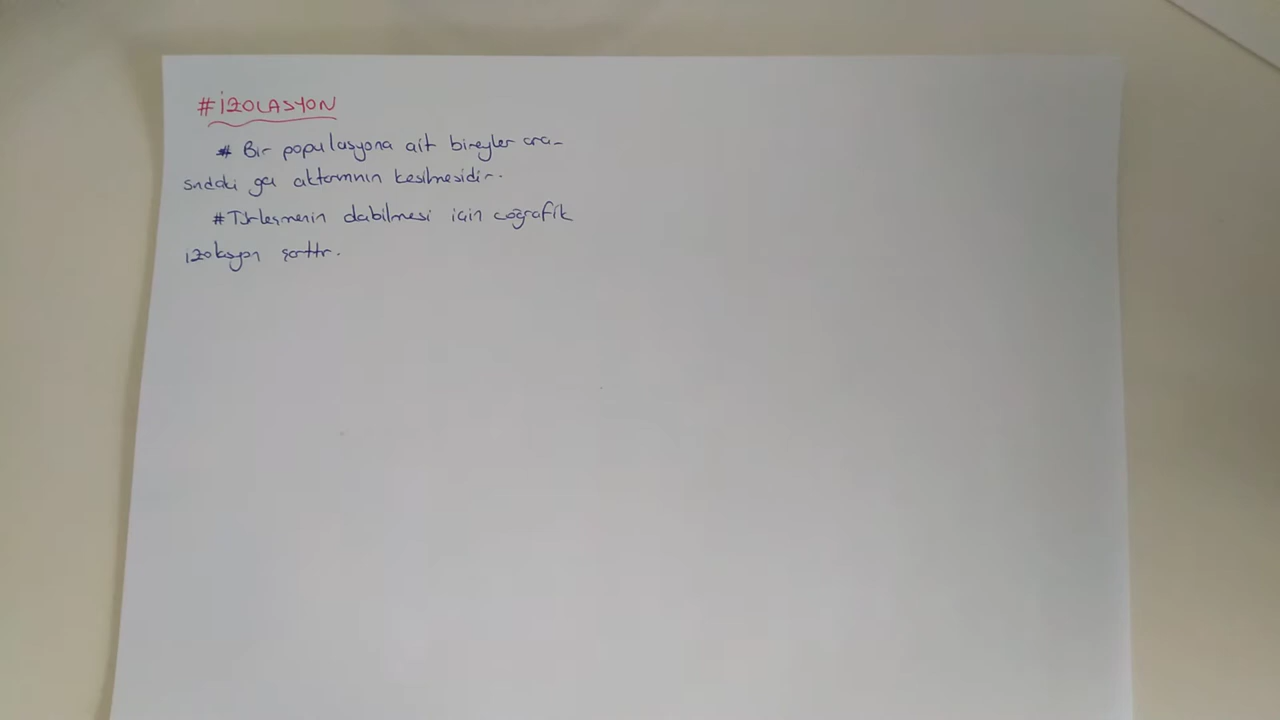 #İZOLASYON
# Bir populasyona ait bireyler ara-
sındaki gen aktarımının kesilmesidir.
#Türleşmenin olabilmesi için coğrafik
izolasyon şarttır.